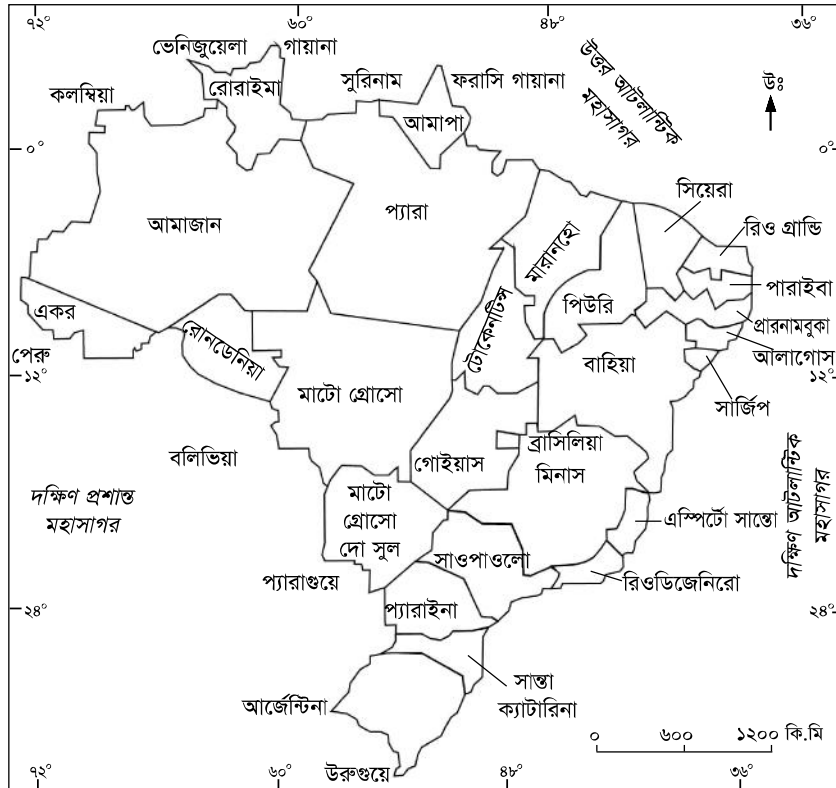 ৭২° ৬০° ৪৮° ৩৬°
ভেনিজুয়েলা গায়ানা
কলম্বিয়া
রোরাইমা
সুরিনাম
ফরাসি গায়ানা
আমাপা
উত্তর আটলান্টিক
মহাসাগর
উঃ
০° ০°
আমাজান
প্যারা
মারানহো
সিয়েরা
রিও গ্রান্ডি
পারাইবা
প্রারনামবুকা
আলাগোস
সার্জিপ
একর
রোনডেনিয়া
টোকেনটিন্স
পিউরি
পেরু
১২° ১২°
মাটো গ্রোসো
বাহিয়া
বলিভিয়া
গোইয়াস
ব্রাসিলিয়া
মিনাস
দক্ষিণ প্রশান্ত
মহাসাগর
মাটো
গ্রোসো
দো সুল
এস্পির্টো সান্তো
দক্ষিণ আটলান্টিক
মহাসাগর
সাওপাওলো
প্যারাগুয়ে
রিওডিজেনিরো
২৪° ২৪°
প্যারাইনা
সান্তা
ক্যাটারিনা
আর্জেন্টিনা
উরুগুয়ে
০ ৬০০ ১২০০ কি.মি
৭২° ৬০° ৪৮° ৩৬°